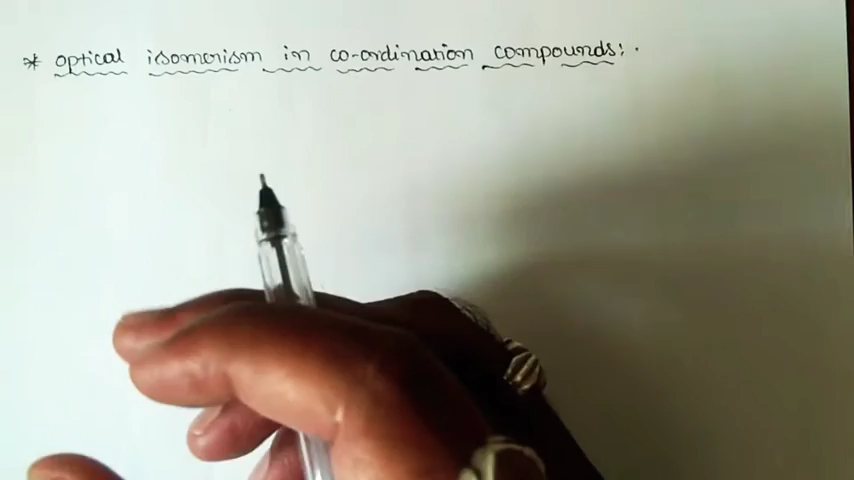 * optical isomerism in co-ordination compounds: .